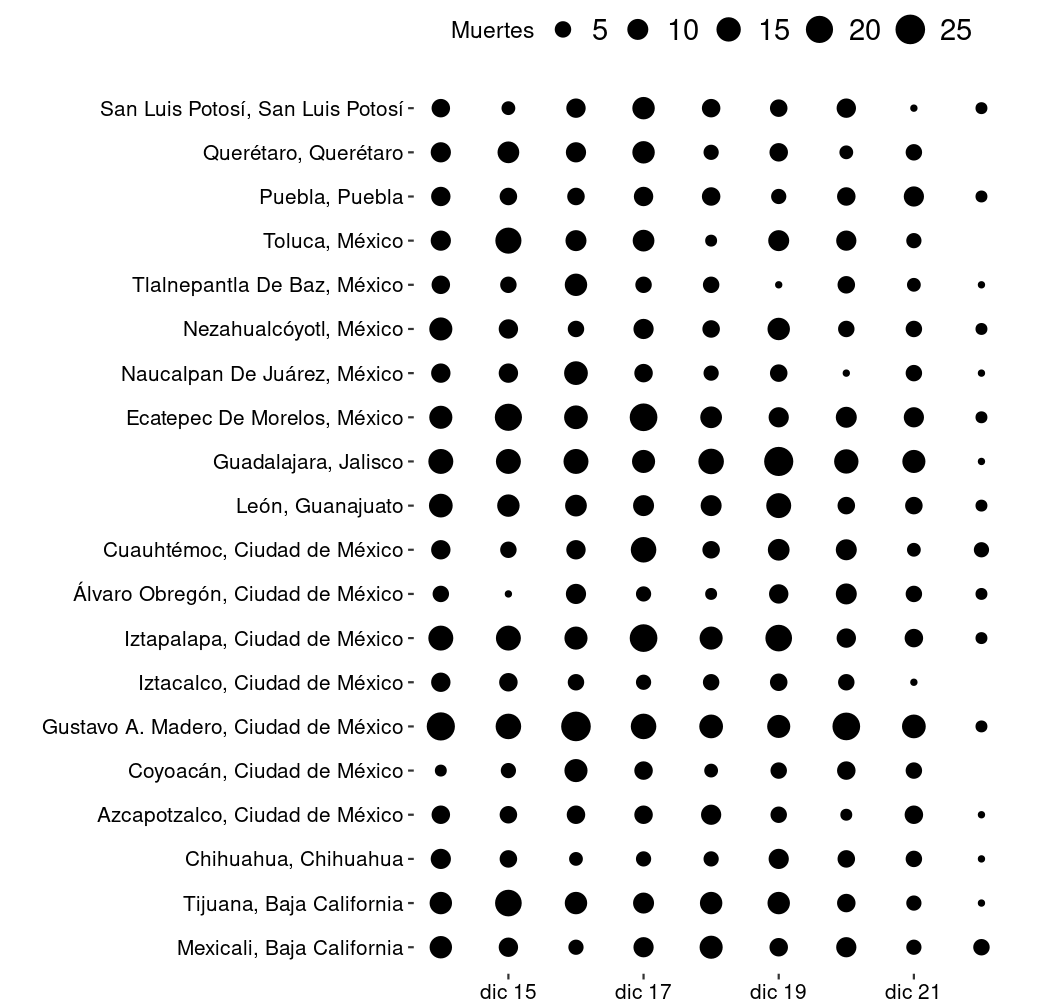 Muertes 5 10 15 20 25
San Luis Potosí, San Luis Potosí
Querétaro, Querétaro
Puebla, Puebla
Toluca, México
Tlalnepantla De Baz, México
Nezahualcóyotl, México
Naucalpan De Juárez, México
Ecatepec De Morelos, México
Guadalajara, Jalisco
León, Guanajuato
Cuauhtémoc, Ciudad de México
Álvaro Obregón, Ciudad de México
Iztapalapa, Ciudad de México
Iztacalco, Ciudad de México
Gustavo A. Madero, Ciudad de México
Coyoacán, Ciudad de México
Azcapotzalco, Ciudad de México
Chihuahua, Chihuahua
Tijuana, Baja California
Mexicali, Baja California
dic 15 dic 17 dic 19 dic 21